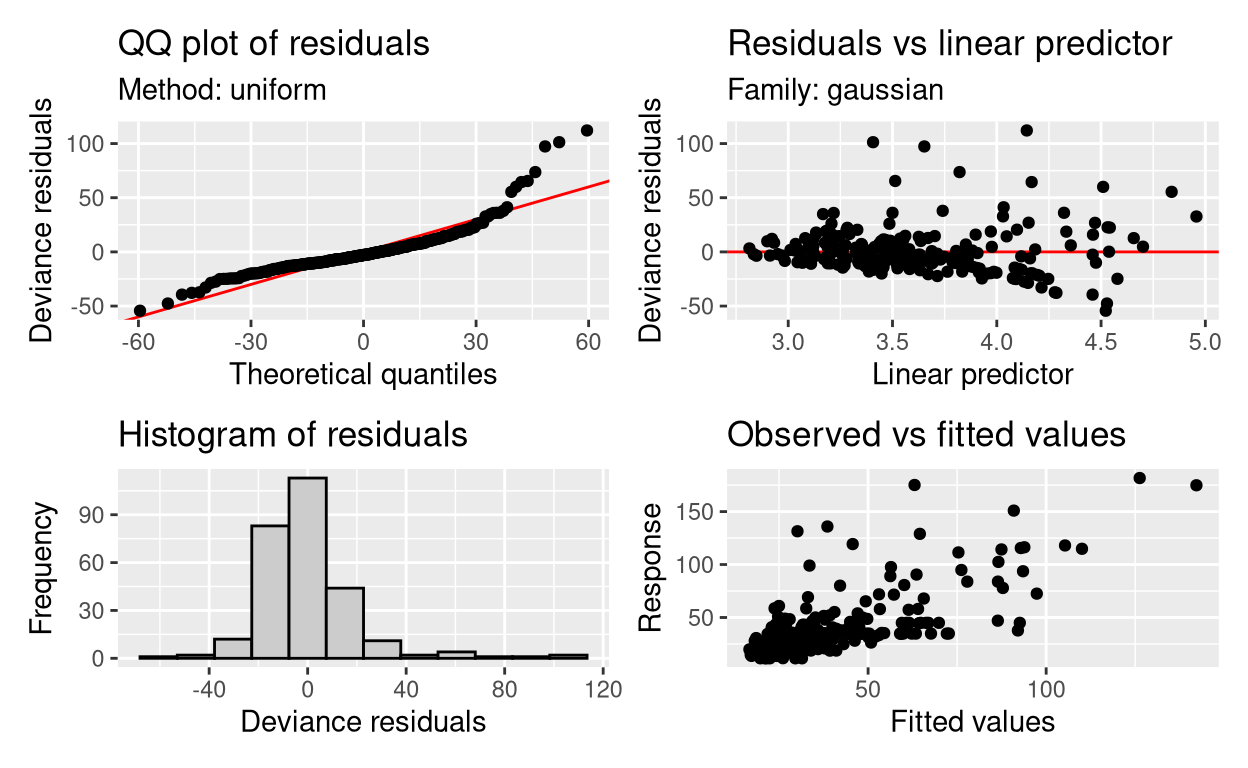 QQ plot of residuals
Method: uniform
Deviance residuals
100
50
0
-50
-60
-30
0
30
60
Theoretical quantiles
Residuals vs linear predictor
Family: gaussian
Deviance residuals
100
50
0
-50
3.0
3.5
4.0
4.5
5.0
Linear predictor
Histogram of residuals
Frequency
90
60
30
0
-40
0
40
80
120
Deviance residuals
Observed vs fitted values
Response
150
100
50
50
100
Fitted values